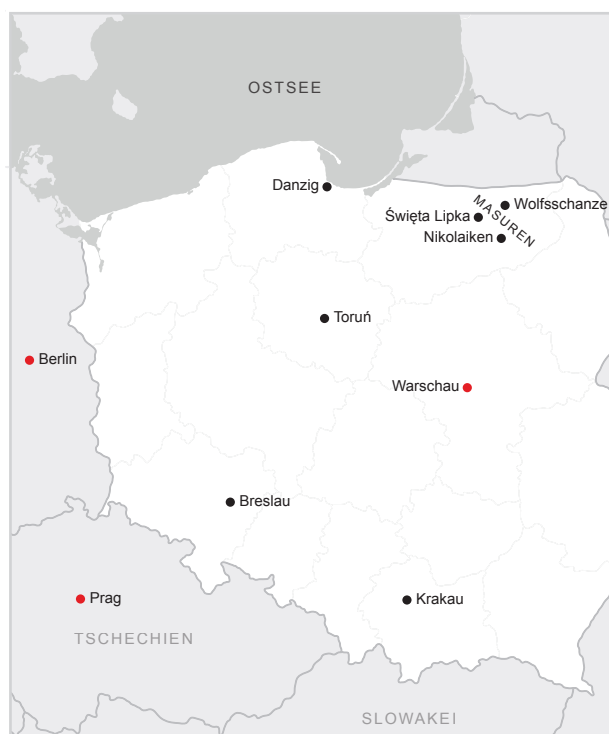 OSTSEE
Danzig
MASUREN
Wolfsschanze
Święta Lipka
Nikolaiken
Toruń
Berlin
Warschau
Breslau
Prag
Krakau
TSCHECHIEN
SLOWAKEI